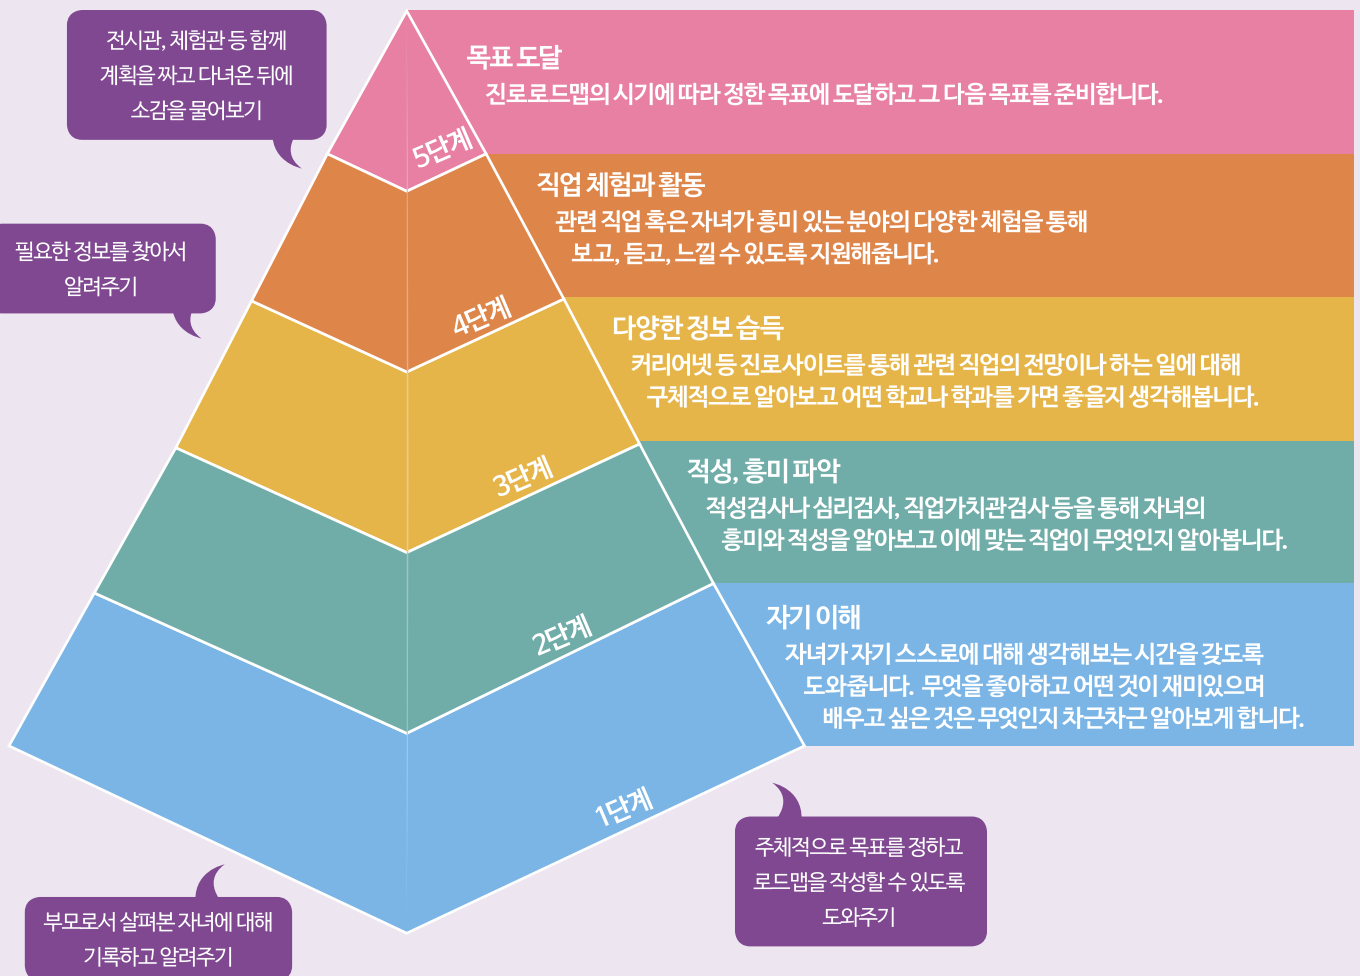 전시관, 체험관 등 함께
계획을 짜고 다녀온 뒤에
소감을 물어보기
목표 도달
진로로드맵의 시기에 따라 정한 목표에 도달하고 그 다음 목표를 준비합니다.
5단계
직업 체험과 활동
관련 직업 혹은 자녀가 흥미 있는 분야의 다양한 체험을 통해
보고, 듣고, 느낄 수 있도록 지원해줍니다.
필요한 정보를 찾아서
알려주기
4단계
다양한 정보 습득
커리어넷 등 진로사이트를 통해 관련 직업의 전망이나 하는 일에 대해
구체적으로 알아보고 어떤 학교나 학과를 가면 좋을지 생각해봅니다.
3단계
적성, 흥미 파악
적성검사나 심리검사, 직업가치관검사 등을 통해 자녀의
흥미와 적성을 알아보고 이에 맞는 직업이 무엇인지 알아봅니다.
2단계
자기 이해
자녀가 자기 스스로에 대해 생각해보는 시간을 갖도록
도와줍니다. 무엇을 좋아하고 어떤 것이 재미있으며
배우고 싶은 것은 무엇인지 차근차근 알아보게 합니다.
1단계
주체적으로 목표를 정하고
로드맵을 작성할 수 있도록
도와주기
부모로서 살펴본 자녀에 대해
기록하고 알려주기